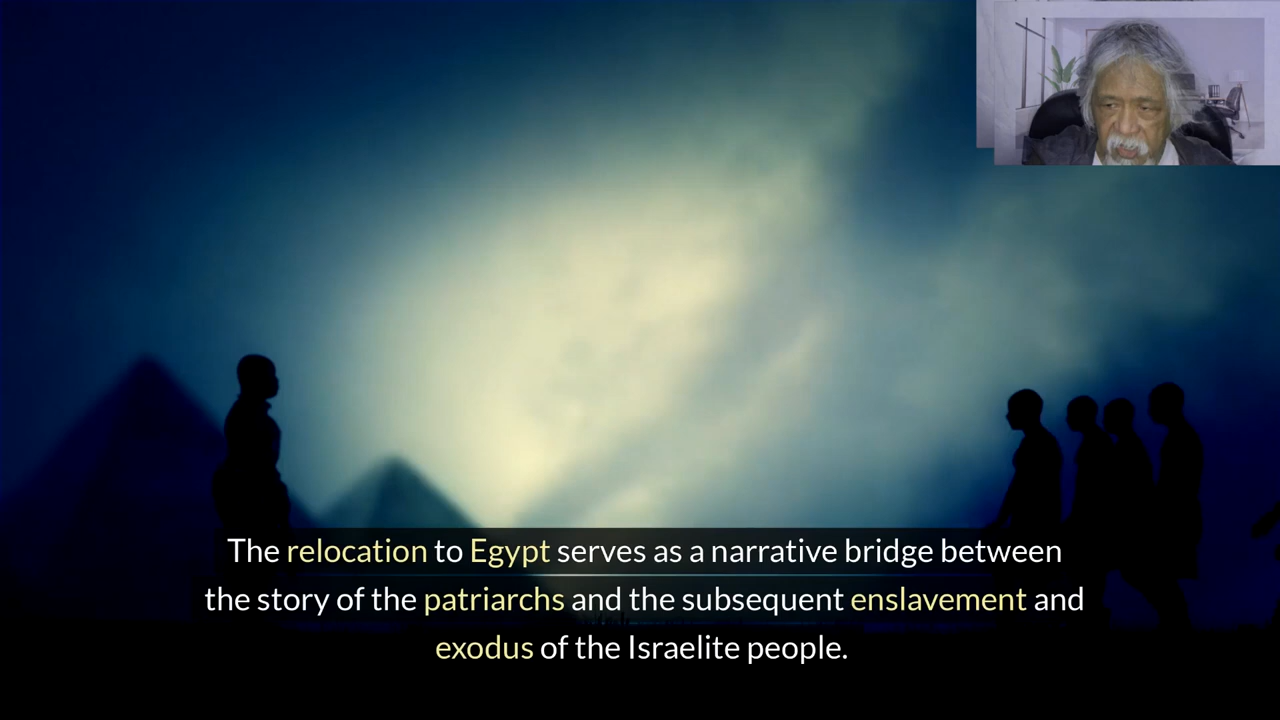 The relocation to Egypt serves as a narrative bridge between
the story of the patriarchs and the subsequent enslavement and
exodus of the Israelite people.